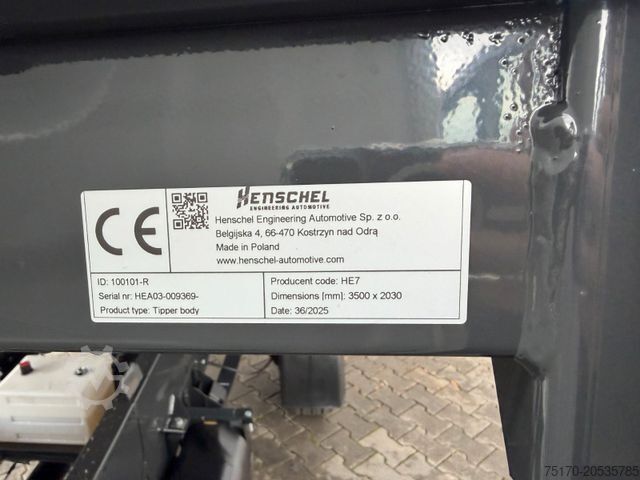 HENSCHEL
ENGINEERING AUTOMOTIVE
Henschel Engineering Automotive Sp. z o.o.
Belgijska 4, 66-470 Kostrzyn nad Odrą
Made in Poland
www.henschel-automotive.com
CE
ID: 100101-R
Serial nr: HEA03-009369-
Product type: Tipper body
Producent code: HE7
Dimensions [mm]: 3500 x 2030
Date: 36/2025
75170-20535785